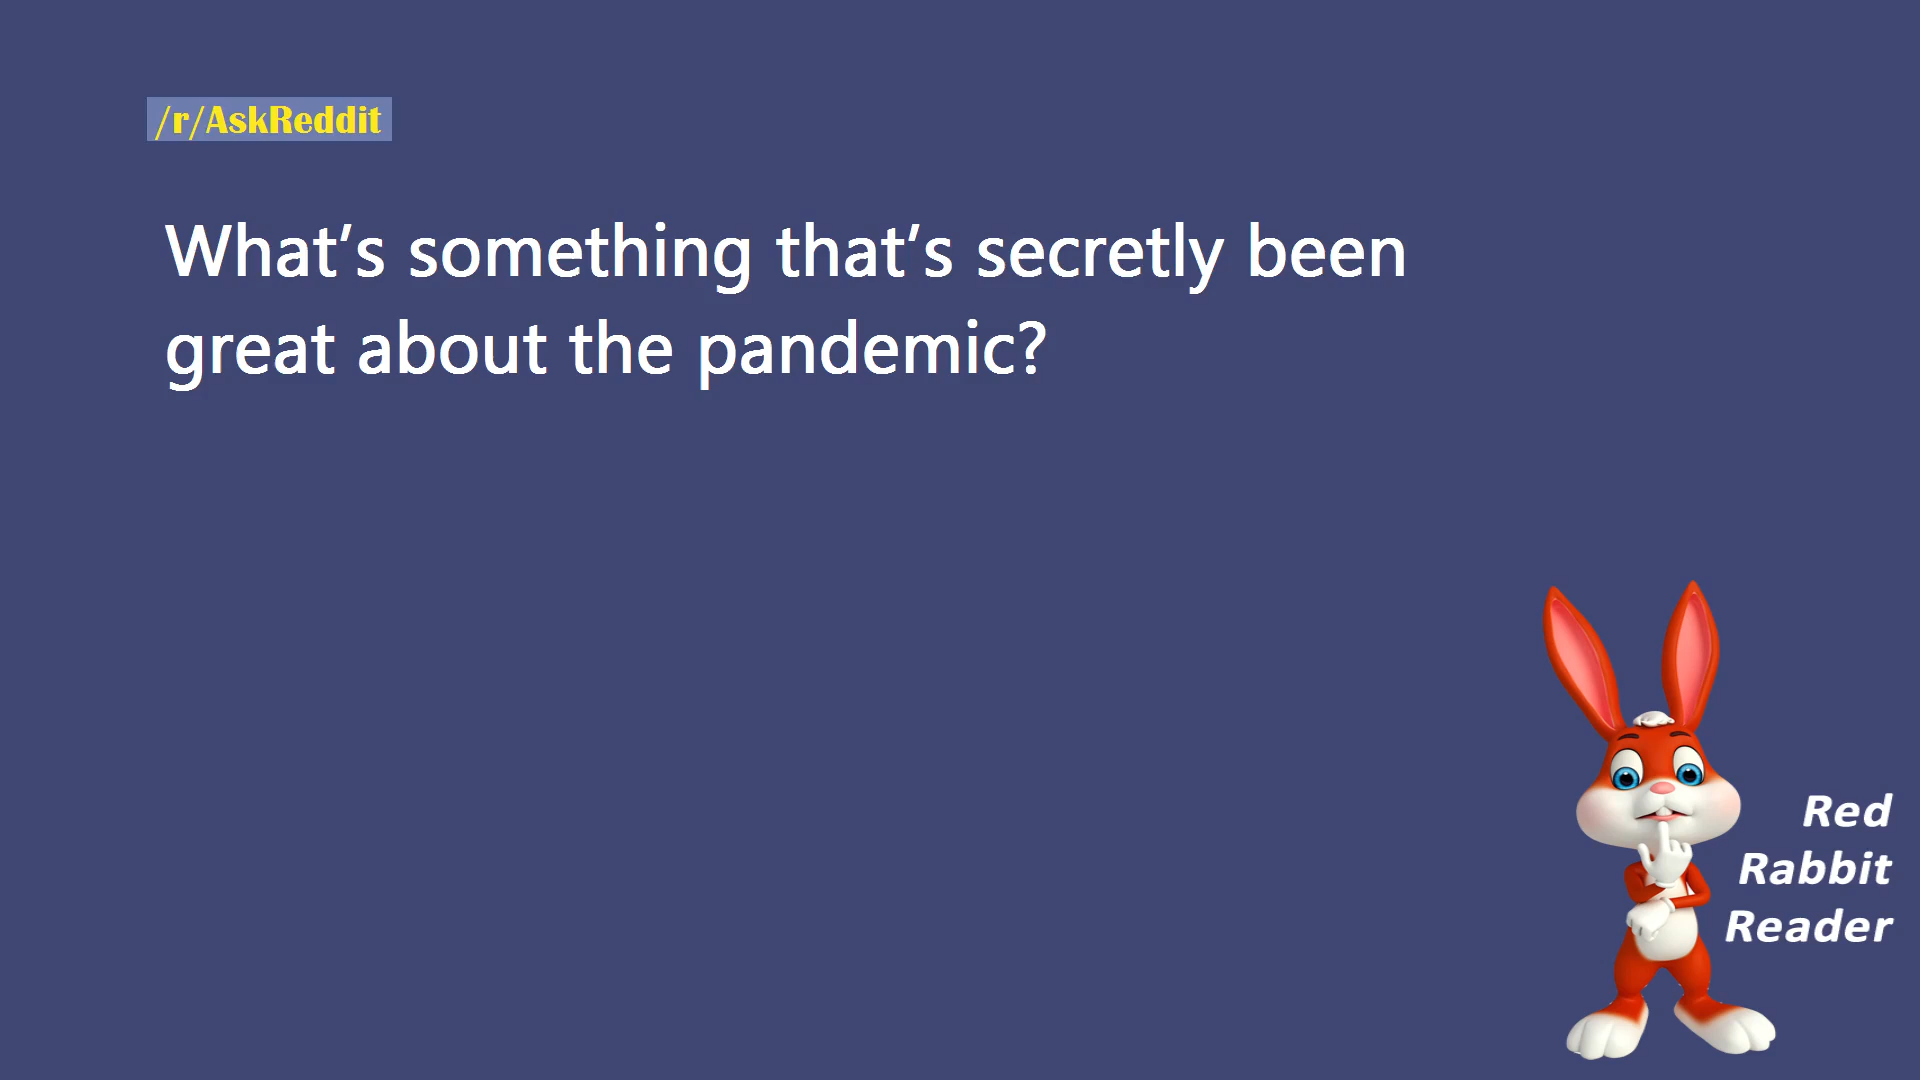 /r/AskReddit
What’s something that’s secretly been
great about the pandemic?
Red
Rabbit
Reader